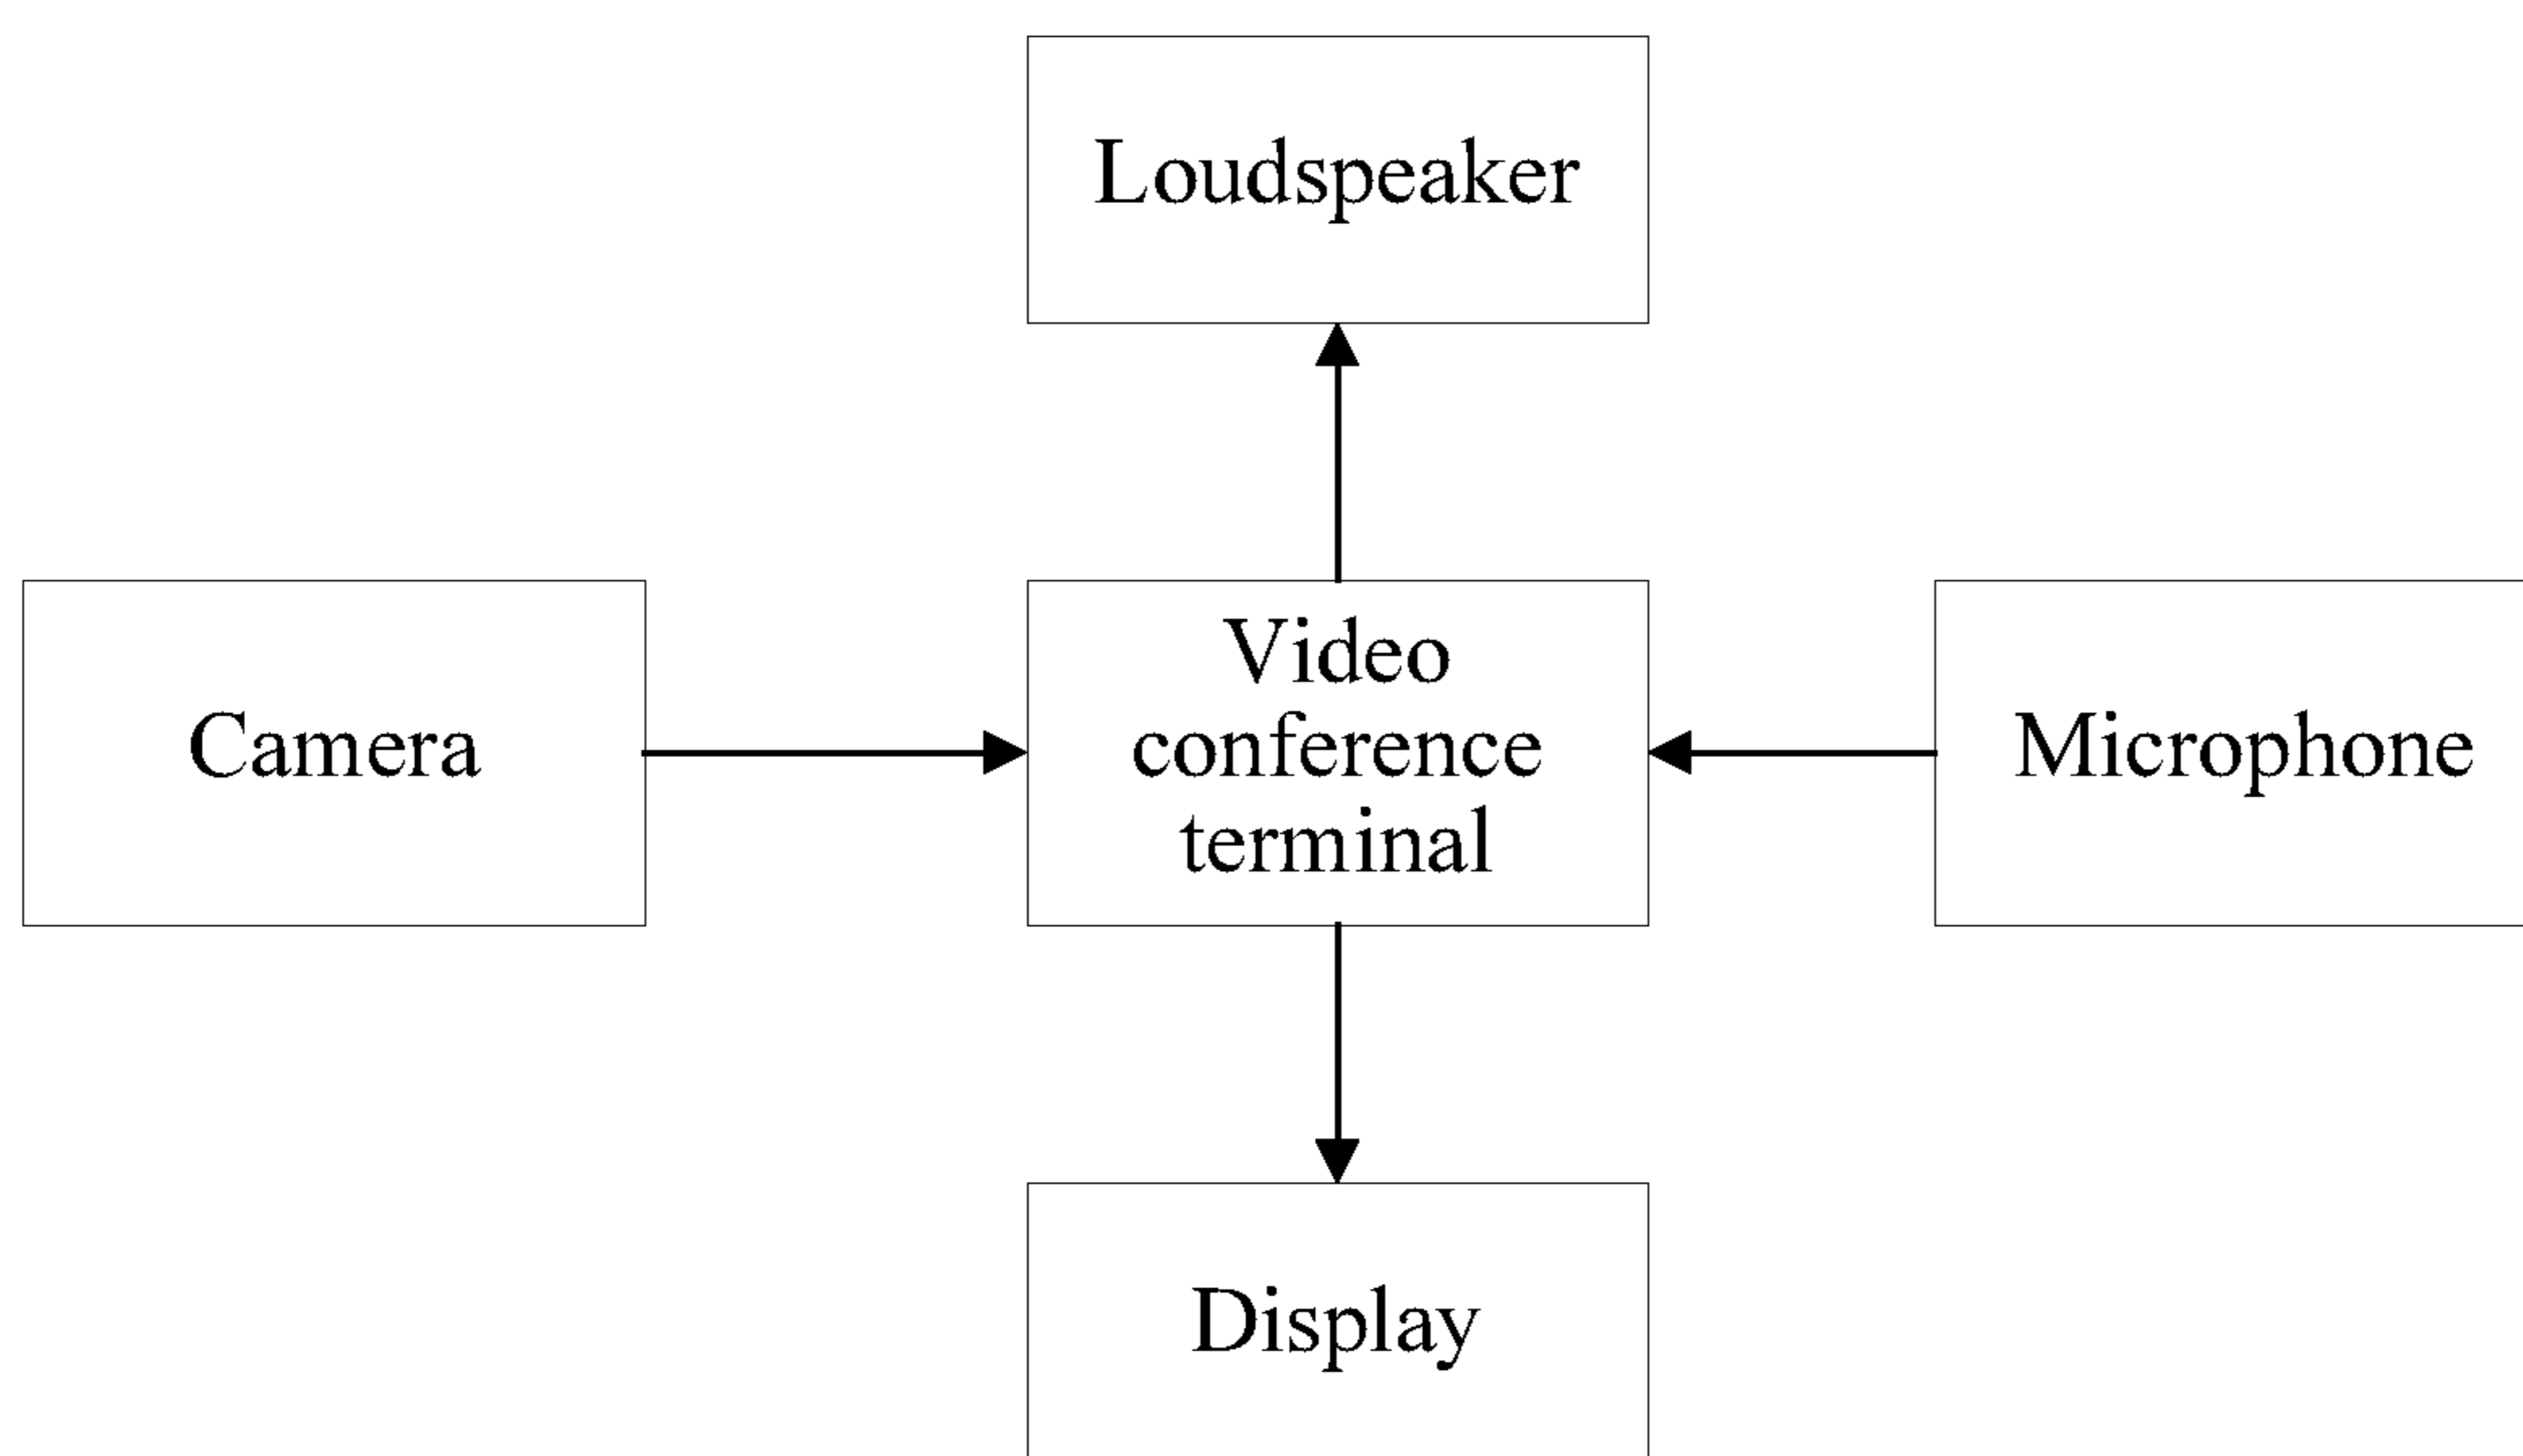 Loudspeaker
Camera
Video
conference
terminal
Microphone
Display